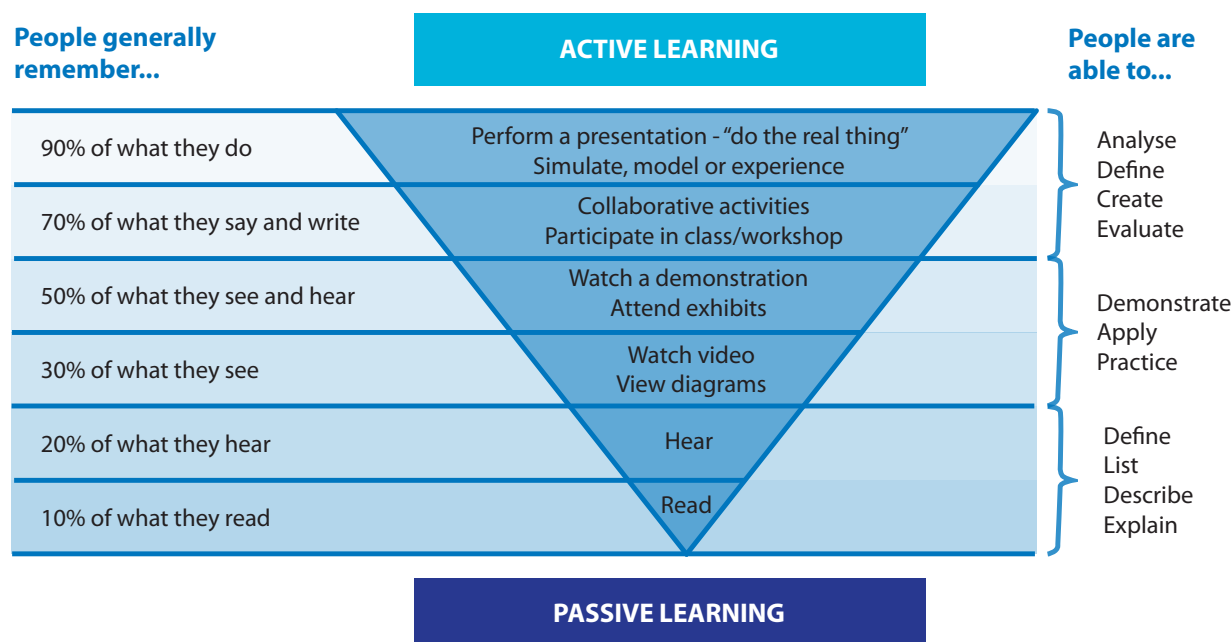 People generally
remember...
ACTIVE LEARNING
People are
able to...
90% of what they do
Perform a presentation - “do the real thing”
Simulate, model or experience
Analyse
Define
Create
Evaluate
70% of what they say and write
Collaborative activities
Participate in class/workshop
50% of what they see and hear
Watch a demonstration
Attend exhibits
Demonstrate
Apply
Practice
30% of what they see
Watch video
View diagrams
20% of what they hear
Hear
Define
List
Describe
Explain
10% of what they read
Read
PASSIVE LEARNING